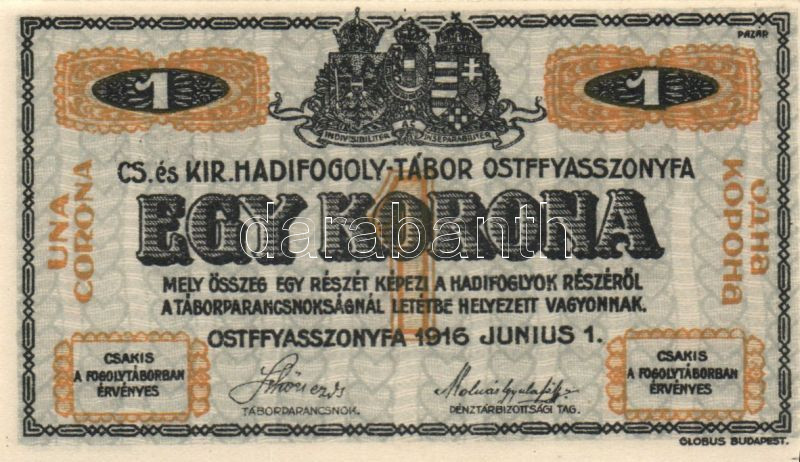 PAZÁR
1 1
INDIVISIBILITER AC INSEPARABILITER
CS. és KIR. HADIFOGOLY-TÁBOR OSTFFYASSZONYFA
EGY KORONA
1
UNA
CORONA
ОДНА
КОРОНА
darabanth
MELY ÖSSZEG EGY RÉSZÉT KÉPEZI A HADIFOGLYOK RÉSZÉRŐL
A TÁBORPARANCSNOKSÁGNÁL LETÉTBE HELYEZETT VAGYONNAK.
OSTFFYASSZONYFA 1916 JUNIUS 1.
CSAKIS
A FOGOLYTÁBORBAN
ÉRVÉNYES
TÁBORPARANCSNOK.
PÉNZTÁRBIZOTTSÁGI TAG.
CSAKIS
A FOGOLYTÁBORBAN
ÉRVÉNYES
GLOBUS BUDAPEST.